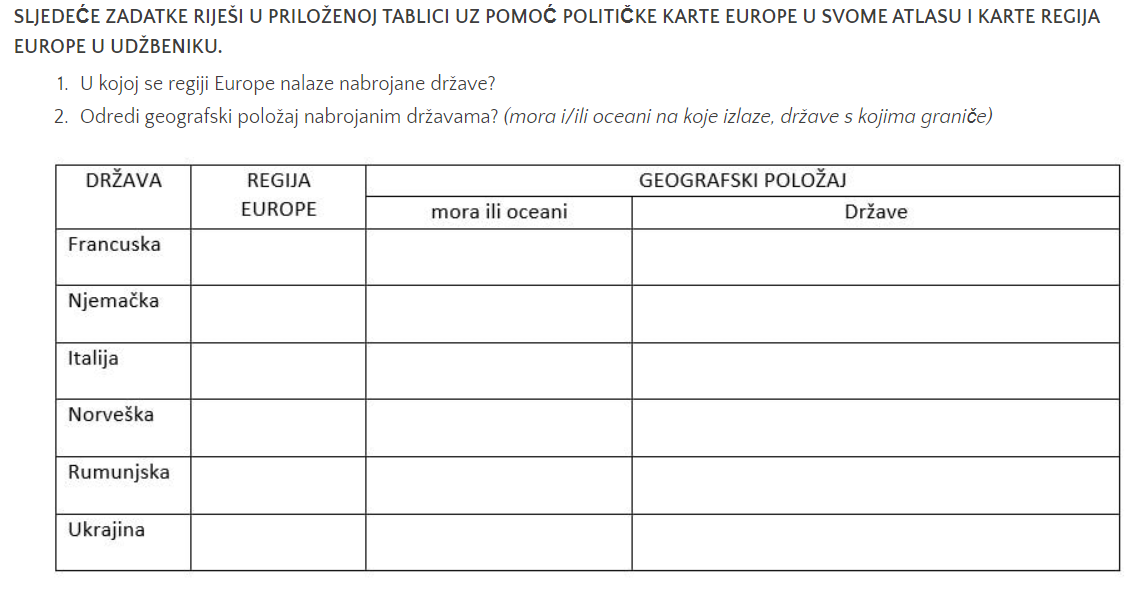 SLJEDEĆE ZADATKE RIJEŠI U PRILOŽENOJ TABLICI UZ POMOĆ POLITIČKE KARTE EUROPE U SVOME ATLASU I KARTE REGIJA
EUROPE U UDŽBENIKU.
1. U kojoj se regiji Europe nalaze nabrojane države?
2. Odredi geografski položaj nabrojanim državama? (mora i/ili oceani na koje izlaze, države s kojima graniče)
DRŽAVA
REGIJA
EUROPE
GEOGRAFSKI POLOŽAJ
mora ili oceani
Države
Francuska
Njemačka
Italija
Norveška
Rumunjska
Ukrajina